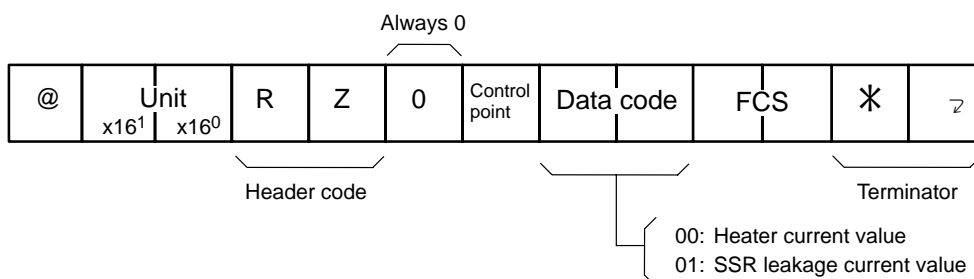 Always 0
@ Unit x16¹ x16⁰ R Z 0 Control point Data code FCS * ↵
Header code
Terminator
00: Heater current value
01: SSR leakage current value